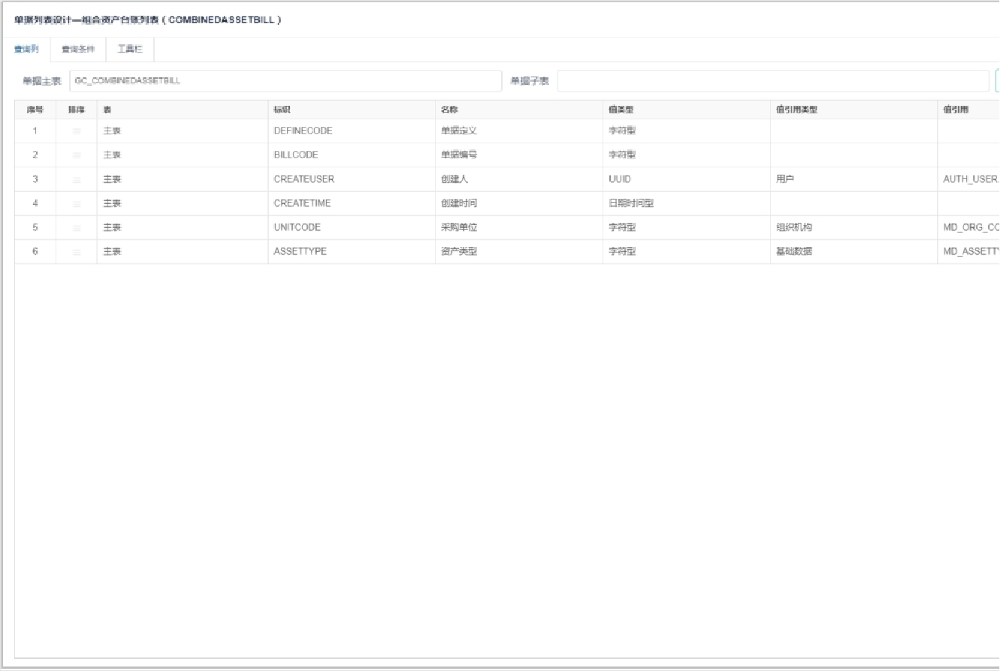 单据列表设计—组合资产台账列表（COMBINEDASSETBILL）
查询列 查询条件 工具栏
单据主表 GC_COMBINEDASSETBILL 单据子表
序号 排序 表 标识 名称 值类型 值引用类型 值引用
1 主表 DEFINECODE 单据定义 字符型
2 主表 BILLCODE 单据编号 字符型
3 主表 CREATEUSER 创建人 UUID 用户 AUTH_USER
4 主表 CREATETIME 创建时间 日期时间型
5 主表 UNITCODE 采购单位 字符型 组织机构 MD_ORG_CO
6 主表 ASSETTYPE 资产类型 字符型 基础数据 MD_ASSETTY